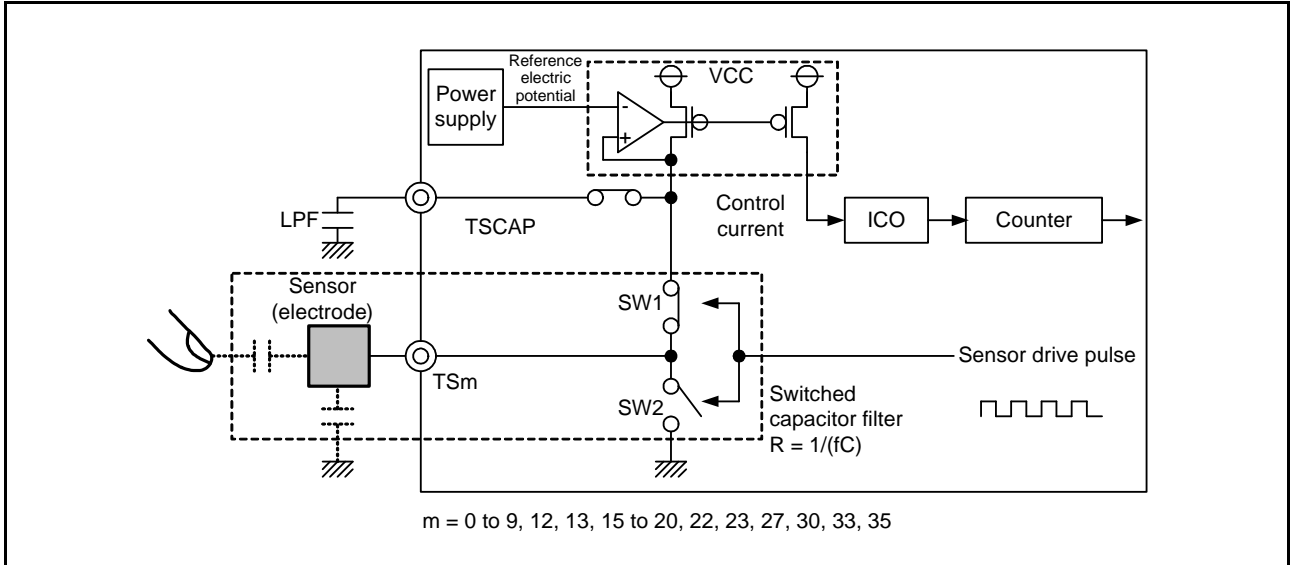 Power
supply
Reference
electric
potential
VCC
-
+
LPF
TSCAP
Control
current
ICO
Counter
Sensor
(electrode)
SW1
TSm
SW2
Sensor drive pulse
Switched
capacitor filter
R = 1/(fC)
m = 0 to 9, 12, 13, 15 to 20, 22, 23, 27, 30, 33, 35